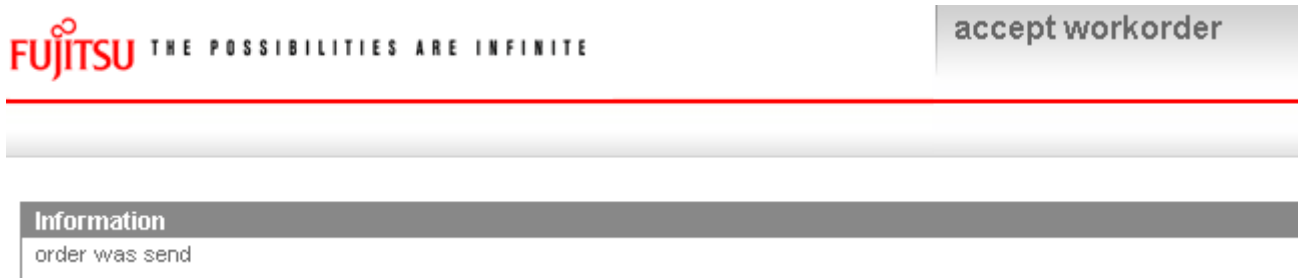 FUJITSU THE POSSIBILITIES ARE INFINITE
accept workorder
Information
order was send